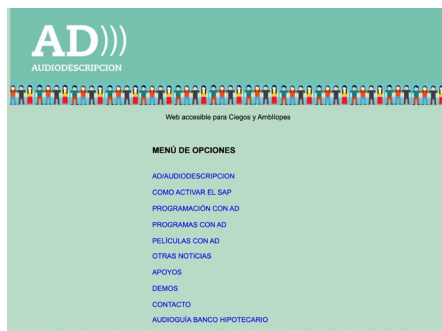 AD)))
AUDIODESCRIPCION
Web accesible para Ciegos y Amblíopes
MENÚ DE OPCIONES
AD/AUDIODESCRIPCION
COMO ACTIVAR EL SAP
PROGRAMACIÓN CON AD
PROGRAMAS CON AD
PELÍCULAS CON AD
OTRAS NOTICIAS
APOYOS
DEMOS
CONTACTO
AUDIOGUÍA BANCO HIPOTECARIO